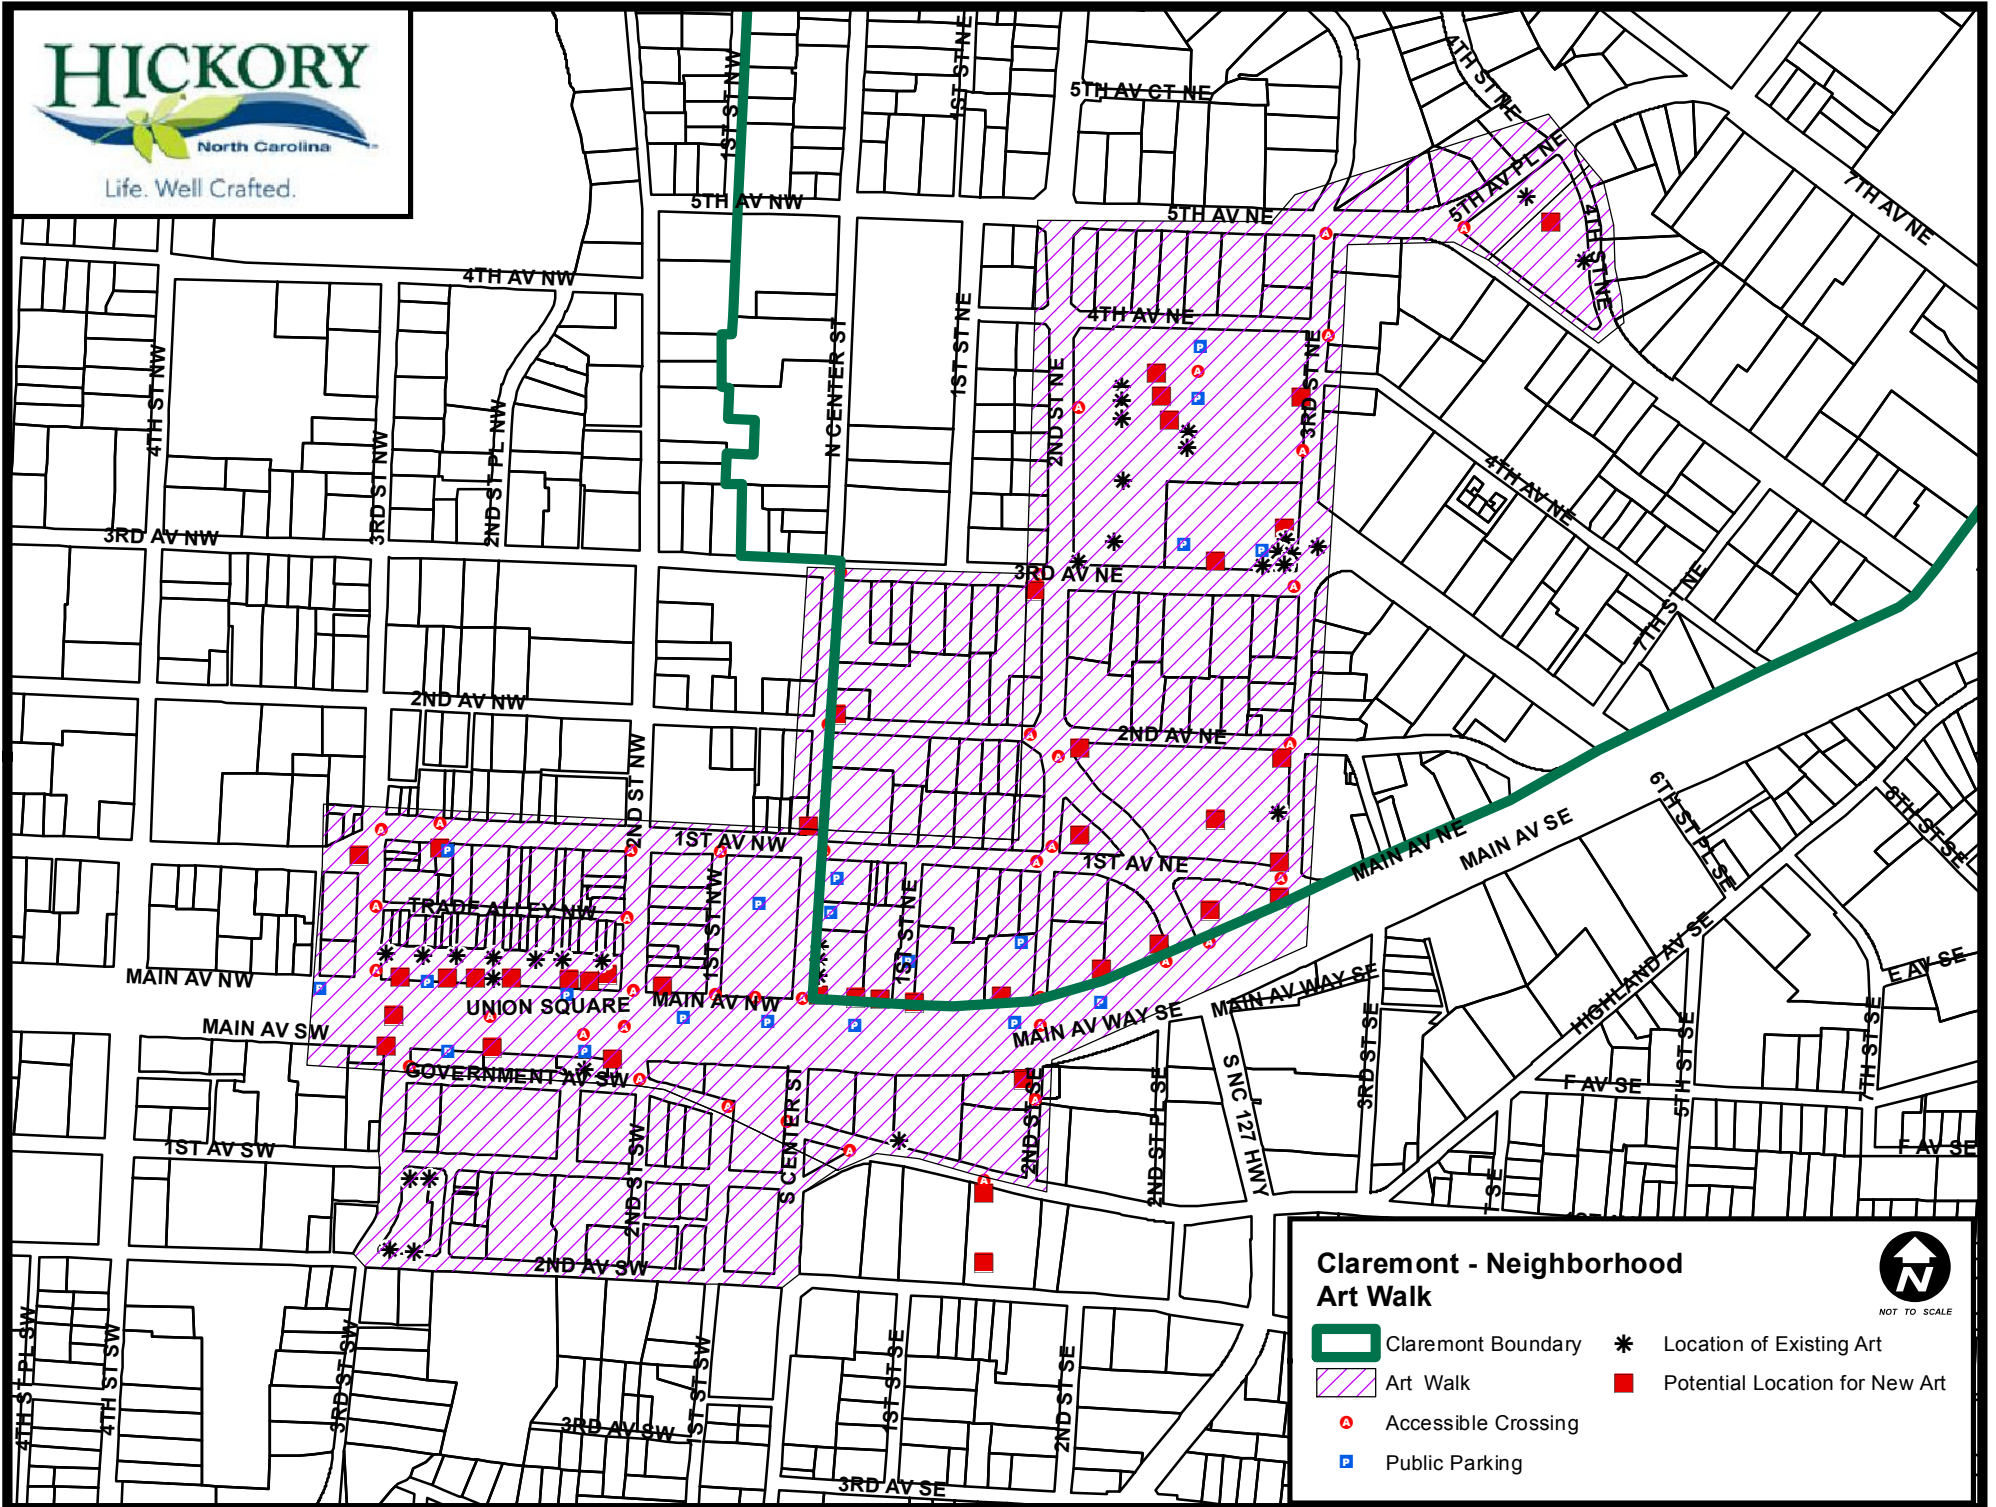 HICKORY
North Carolina
Life. Well Crafted.
1ST ST NW
1ST ST NE
5TH AV CT NE
4TH ST NE
5TH AV NW
5TH AV NE
5TH AV PL NE
7TH AV NE
4TH ST NE
4TH AV NW
4TH AV NE
4TH ST NW
3RD ST NW
2ND ST PL NW
N CENTER ST
1ST ST NE
2ND ST NE
3RD ST NE
4TH AV NE
3RD AV NW
3RD AV NE
7TH ST NE
2ND AV NW
2ND AV NE
2ND ST NW
1ST AV NW
1ST AV NE
MAIN AV NE
MAIN AV SE
6TH ST PL SE
8TH ST SE
TRADE ALLEY NW
1ST ST NW
1ST ST NE
MAIN AV NW
UNION SQUARE
MAIN AV NW
MAIN AV SW
MAIN AV WAY SE
MAIN AV WAY SE
HIGHLAND AV SE
E AV SE
GOVERNMENT AV SW
S CENTER S
2ND ST SE
2ND ST PL SE
S NC 127 HWY
3RD ST SE
5TH ST SE
7TH ST SE
F AV SE
F AV SE
1ST AV SW
2ND ST SW
T SE
2ND AV SW
4TH ST PL SW
4TH ST SW
3RD ST SW
1ST ST SW
1ST ST SE
2ND ST SE
3RD AV SW
3RD AV SE
Claremont - Neighborhood
Art Walk
N
NOT TO SCALE
Claremont Boundary
Location of Existing Art
Art Walk
Potential Location for New Art
A
Accessible Crossing
P
Public Parking